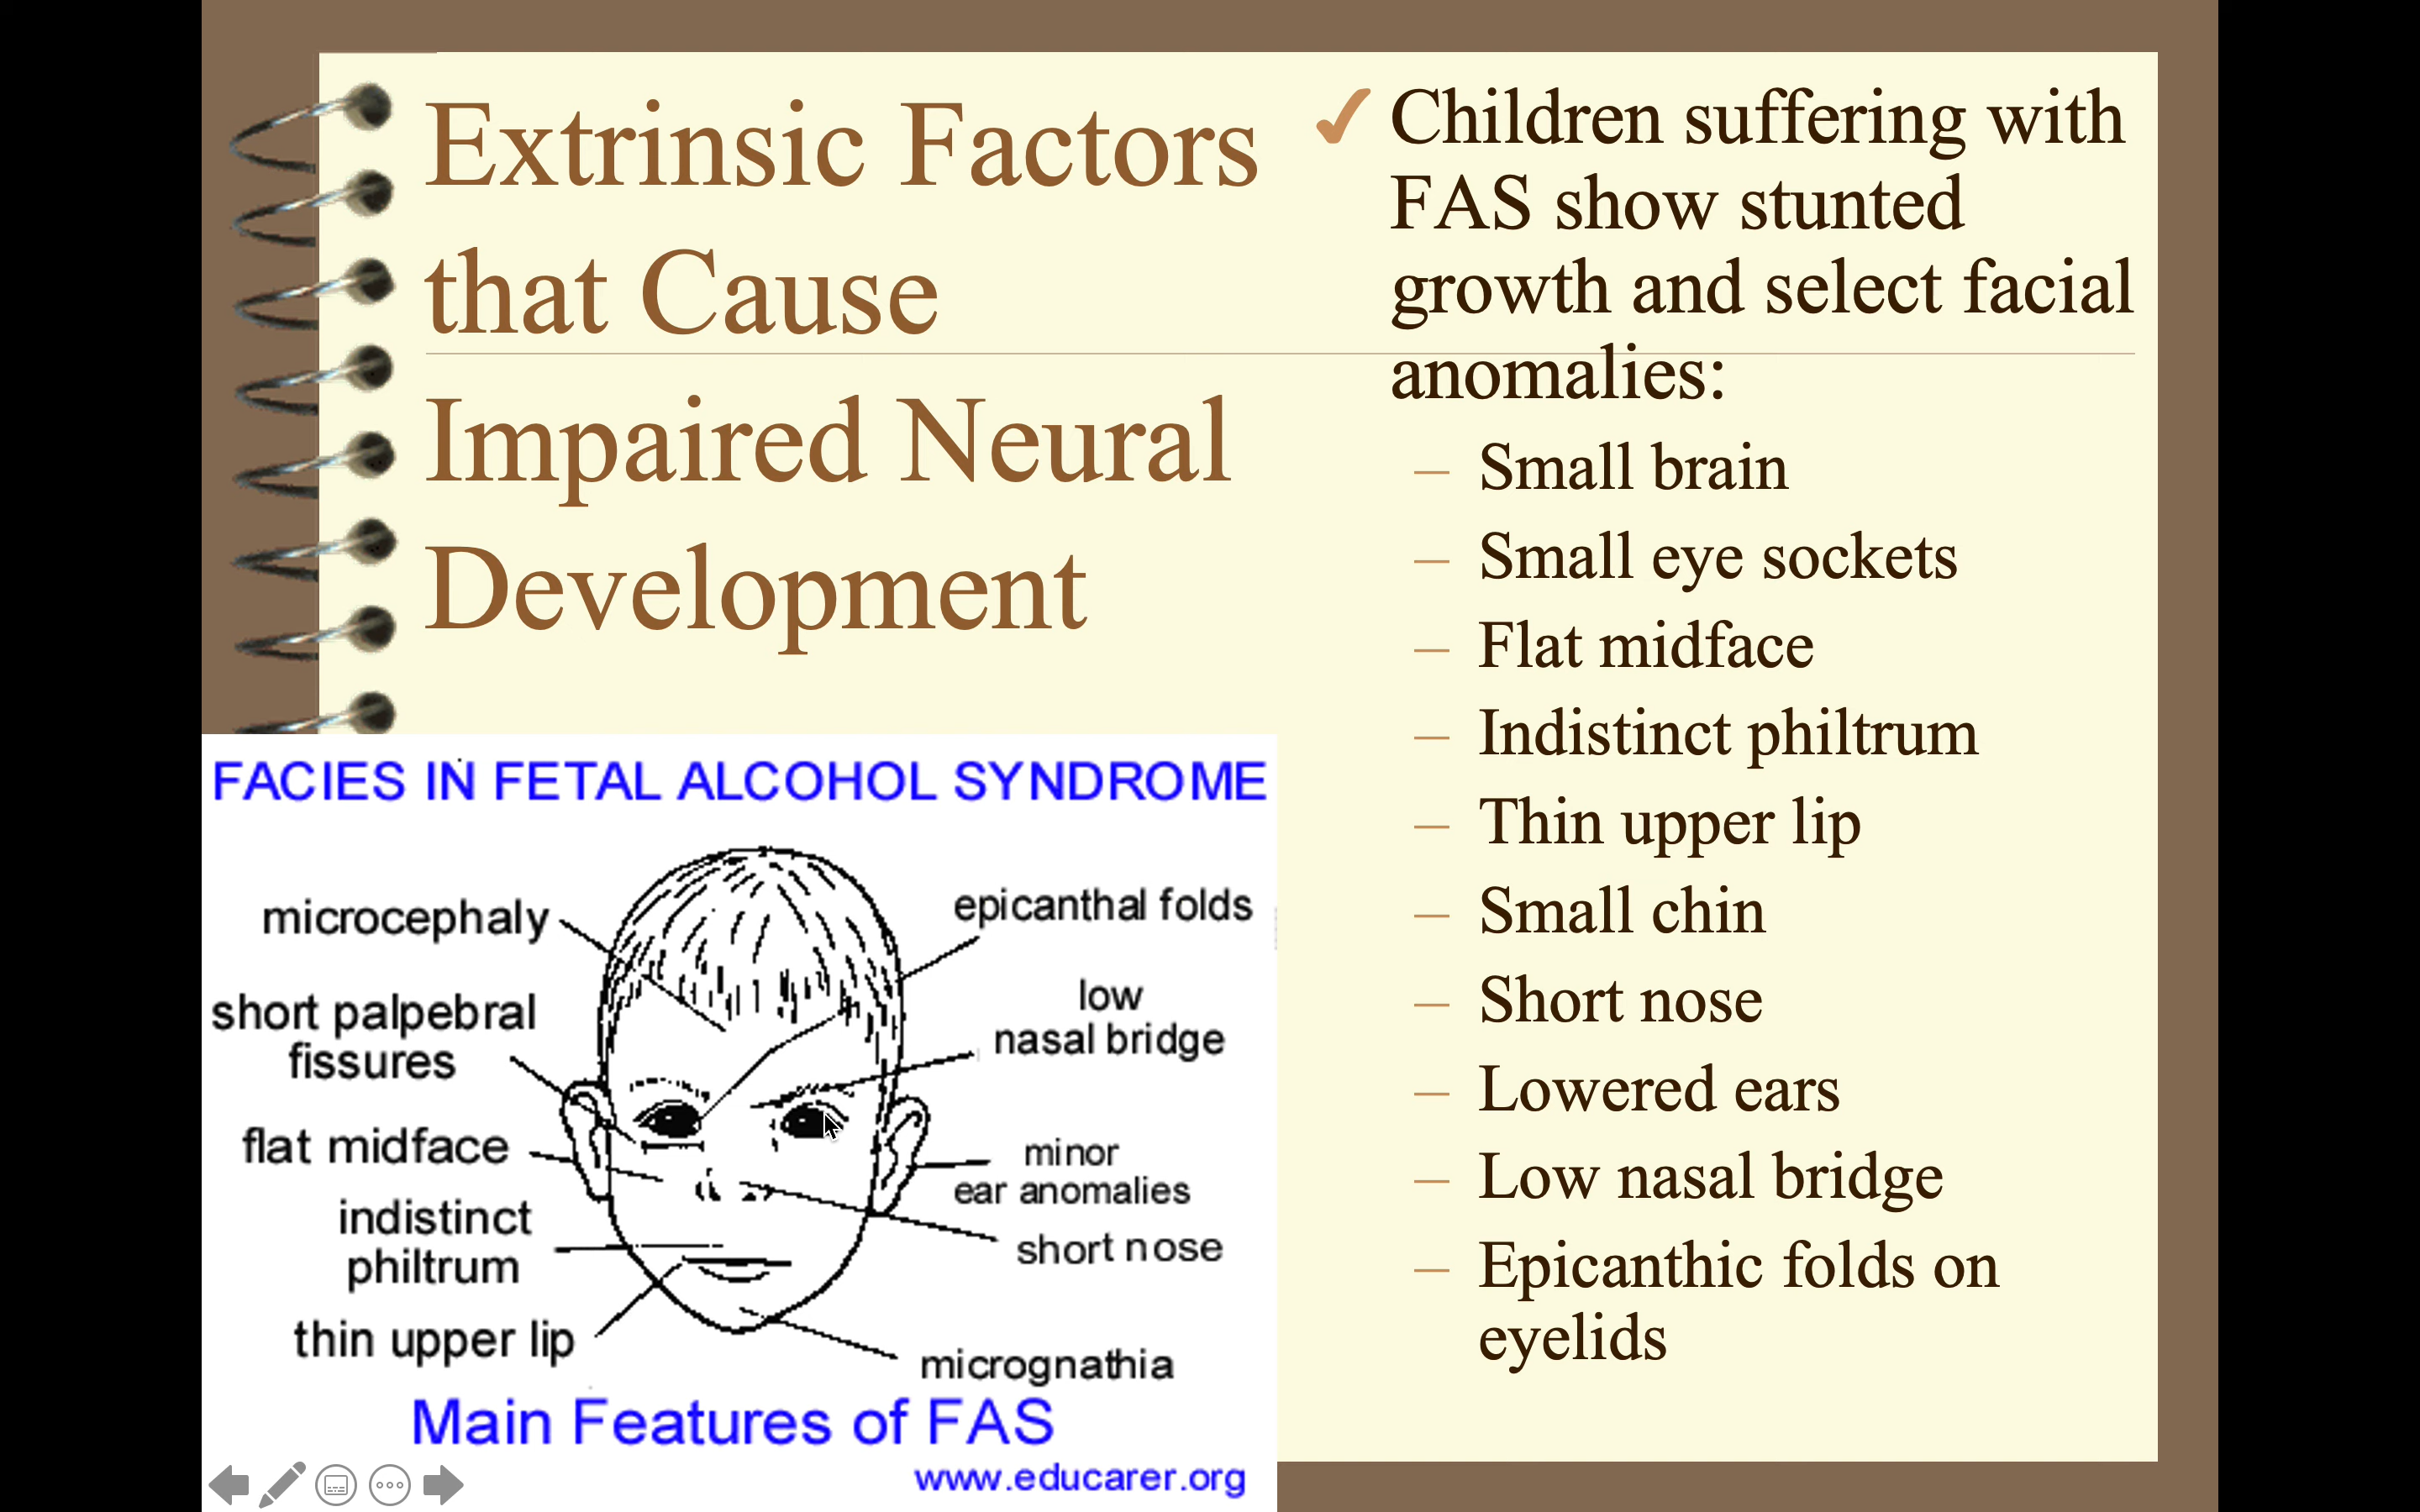 Extrinsic Factors
that Cause
Impaired Neural
Development
✓ Children suffering with
FAS show stunted
growth and select facial
anomalies:
– Small brain
– Small eye sockets
– Flat midface
– Indistinct philtrum
– Thin upper lip
– Small chin
– Short nose
– Lowered ears
– Low nasal bridge
– Epicanthic folds on
eyelids
FACIES IN FETAL ALCOHOL SYNDROME
microcephaly
short palpebral
fissures
flat midface
indistinct
philtrum
thin upper lip
epicanthal folds
low
nasal bridge
minor
ear anomalies
short nose
micrognathia
Main Features of FAS
www.educarer.org